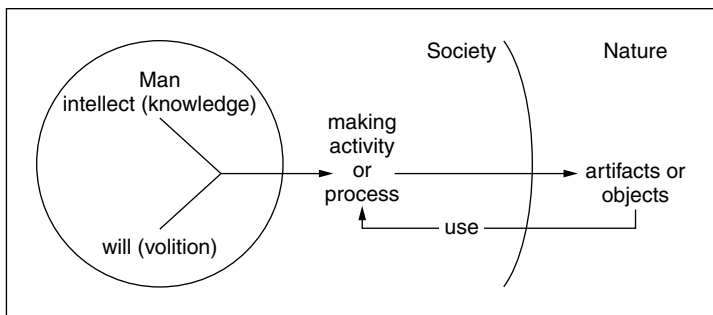 Man
intellect (knowledge)
will (volition)
Society
making
activity
or
process
use
Nature
artifacts or
objects